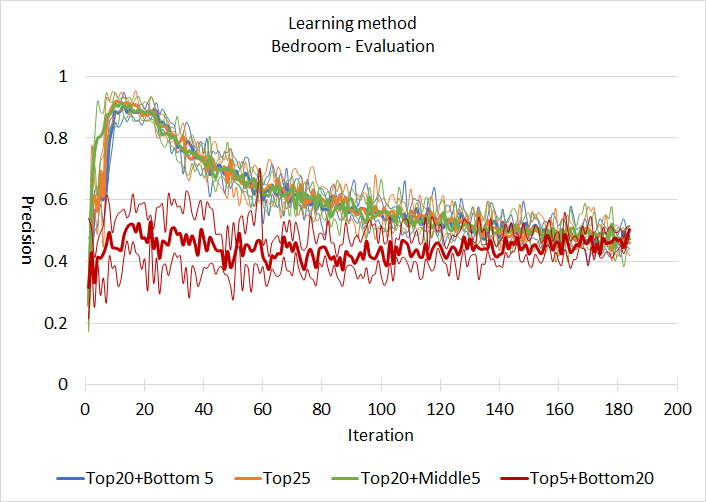 Learning method
Bedroom - Evaluation
1
0.8
0.6
0.4
0.2
0
Precision
0 20 40 60 80 100 120 140 160 180 200
Iteration
Top20+Bottom 5 Top25 Top20+Middle5 Top5+Bottom20